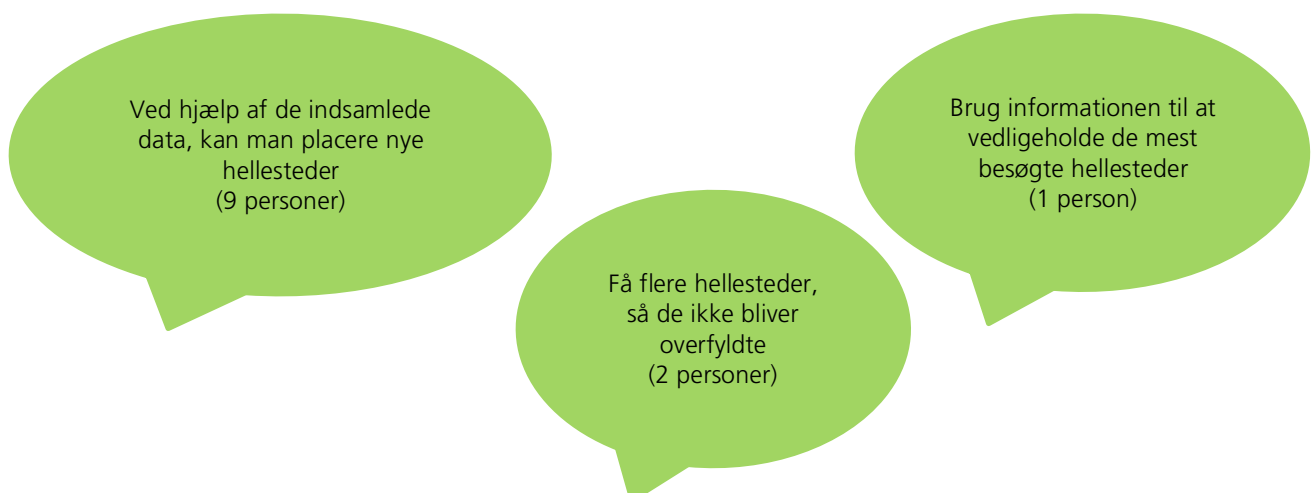 Ved hjælp af de indsamlede
data, kan man placere nye
hellesteder
(9 personer)
Brug informationen til at
vedligeholde de mest
besøgte hellesteder
(1 person)
Få flere hellesteder,
så de ikke bliver
overfyldte
(2 personer)